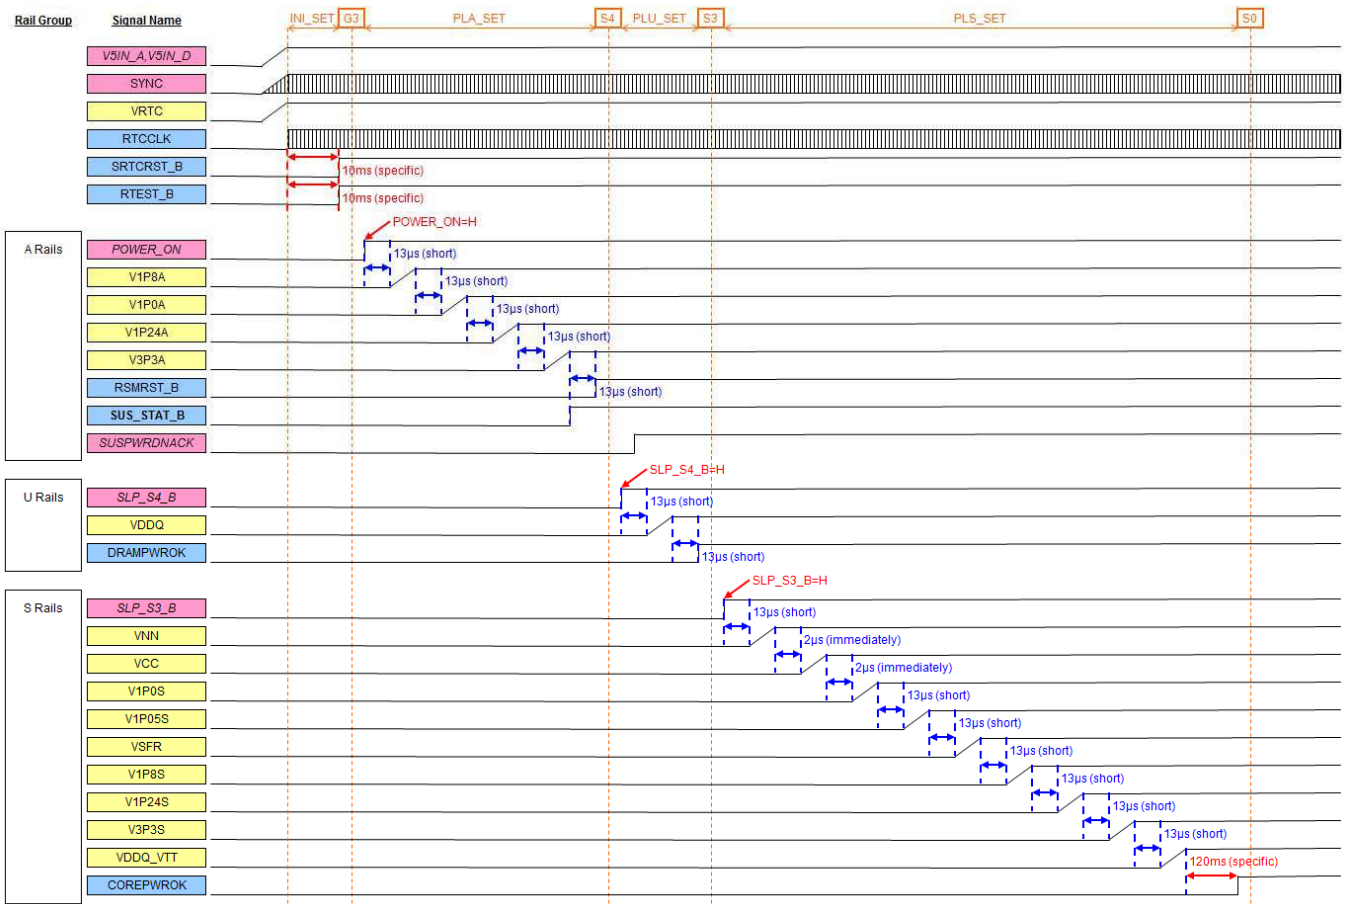 Rail Group Signal Name INI_SET G3 PLA_SET S4 PLU_SET S3 PLS_SET S0
V5IN_A,V5IN_D
SYNC
VRTC
RTCCLK
SRTCRST_B 10ms (specific)
RTEST_B 10ms (specific)
POWER_ON=H
A Rails POWER_ON 13µs (short)
V1P8A 13µs (short)
V1P0A 13µs (short)
V1P24A 13µs (short)
V3P3A
RSMRST_B 13µs (short)
SUS_STAT_B
SUSPWRDNACK
SLP_S4_B=H
U Rails SLP_S4_B 13µs (short)
VDDQ
DRAMPWROK 13µs (short)
SLP_S3_B=H
S Rails SLP_S3_B 13µs (short)
VNN 2µs (immediately)
VCC 2µs (immediately)
V1P0S 13µs (short)
V1P05S 13µs (short)
VSFR 13µs (short)
V1P8S 13µs (short)
V1P24S 13µs (short)
V3P3S 13µs (short)
VDDQ_VTT 120ms (specific)
COREPWROK